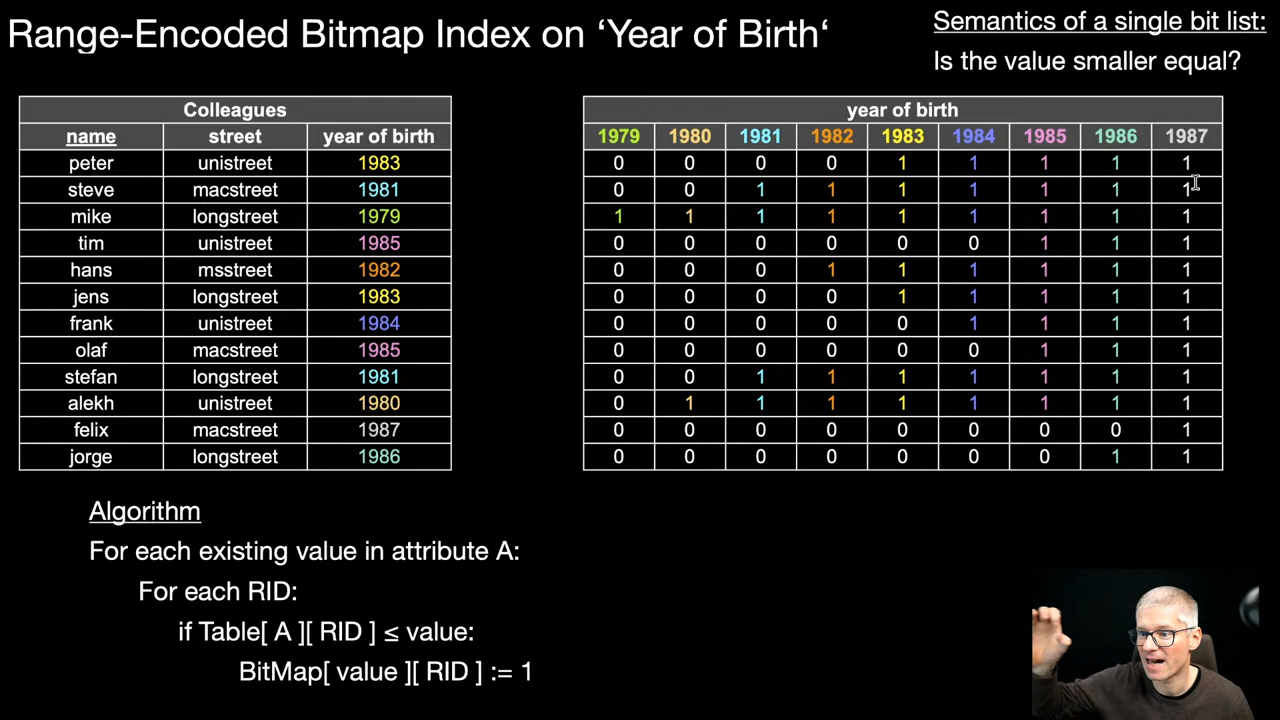 Range-Encoded Bitmap Index on ‘Year of Birth‘
Semantics of a single bit list:
Is the value smaller equal?
Colleagues
name street year of birth
peter unistreet 1983
steve macstreet 1981
mike longstreet 1979
tim unistreet 1985
hans msstreet 1982
jens longstreet 1983
frank unistreet 1984
olaf macstreet 1985
stefan longstreet 1981
alekh unistreet 1980
felix macstreet 1987
jorge longstreet 1986
year of birth
1979 1980 1981 1982 1983 1984 1985 1986 1987
0 0 0 0 1 1 1 1 1
0 0 1 1 1 1 1 1 1
1 1 1 1 1 1 1 1 1
0 0 0 0 0 0 1 1 1
0 0 0 1 1 1 1 1 1
0 0 0 0 1 1 1 1 1
0 0 0 0 0 1 1 1 1
0 0 0 0 0 0 1 1 1
0 0 1 1 1 1 1 1 1
0 1 1 1 1 1 1 1 1
0 0 0 0 0 0 0 0 1
0 0 0 0 0 0 0 1 1
Algorithm
For each existing value in attribute A:
For each RID:
if Table[ A ][ RID ] ≤ value:
BitMap[ value ][ RID ] := 1